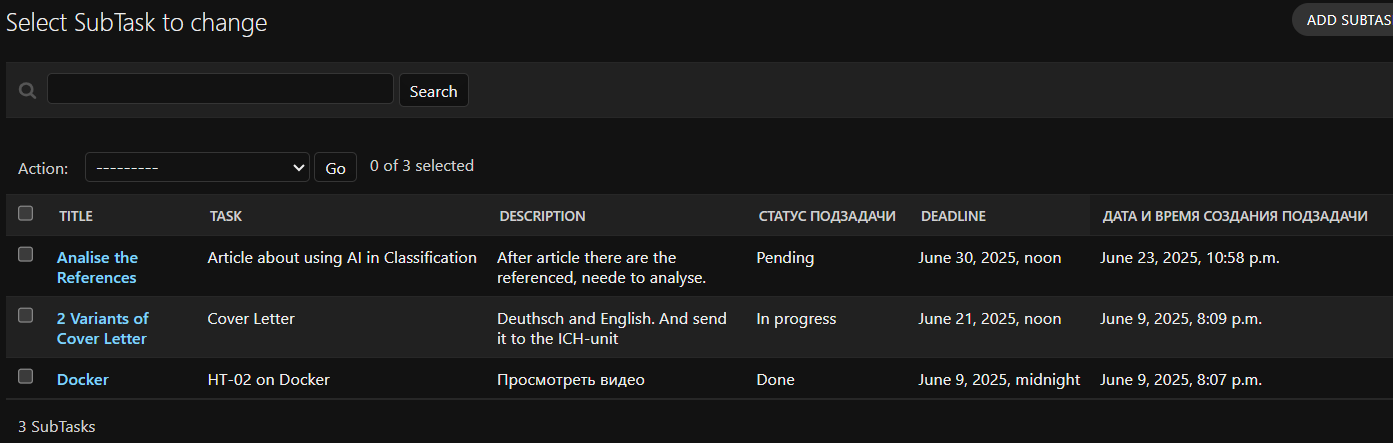 Select SubTask to change
ADD SUBTAS
Search
Action: --------- Go 0 of 3 selected
TITLE TASK DESCRIPTION СТАТУС ПОДЗАДАЧИ DEADLINE ДАТА И ВРЕМЯ СОЗДАНИЯ ПОДЗАДАЧИ
Analise the Article about using AI in Classification After article there are the Pending June 30, 2025, noon June 23, 2025, 10:58 p.m.
References referenced, neede to analyse.
2 Variants of Cover Letter Deuthsch and English. And send In progress June 21, 2025, noon June 9, 2025, 8:09 p.m.
Cover Letter it to the ICH-unit
Docker HT-02 on Docker Просмотреть видео Done June 9, 2025, midnight June 9, 2025, 8:07 p.m.
3 SubTasks